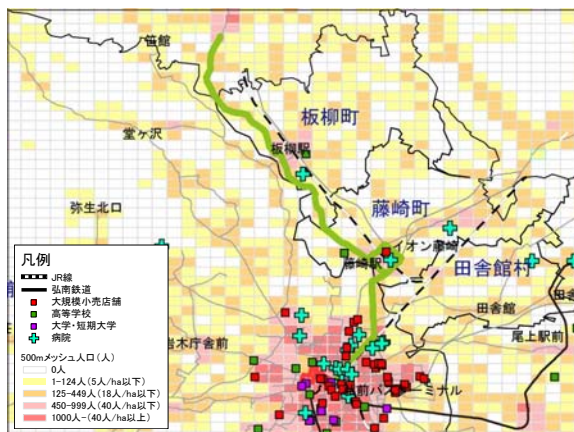 笹館
板柳町
堂ヶ沢
板柳駅
弥生北口
藤崎町
イオン藤崎
藤崎駅
田舎館村
田舎館
尾上駅前
岩木庁舎前
前バスターミナル
凡例
JR線
弘南鉄道
大規模小売店舗
高等学校
大学・短期大学
病院
500mメッシュ人口(人)
0人
1-124人(5人/ha以下)
125-449人(18人/ha以下)
450-999人(40人/ha以下)
1000人-(40人/ha以上)